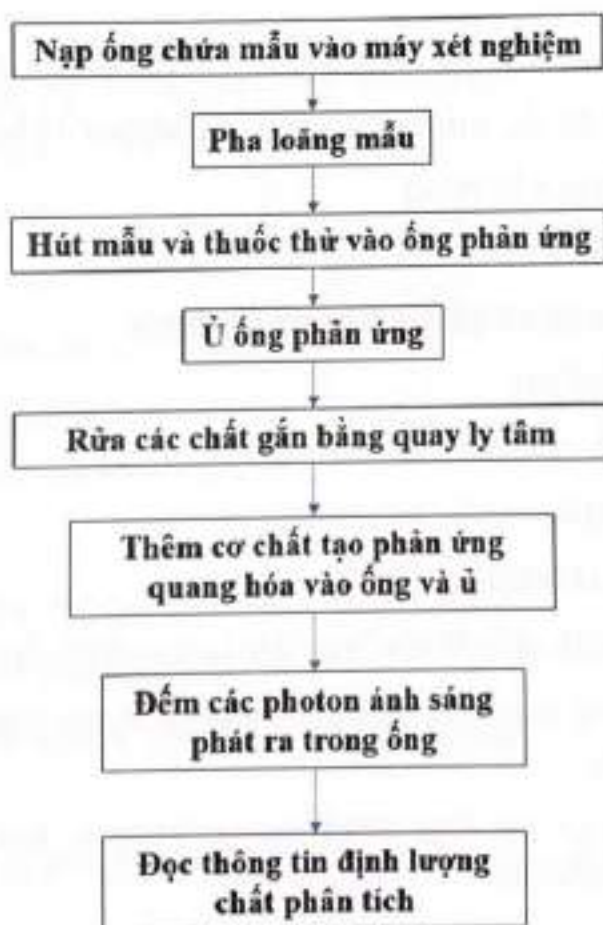 Nạp ống chứa mẫu vào máy xét nghiệm
Pha loãng mẫu
Hút mẫu và thuốc thử vào ống phản ứng
Ủ ống phản ứng
Rửa các chất gắn bằng quay ly tâm
Thêm cơ chất tạo phản ứng
quang hóa vào ống và ủ
Đếm các photon ánh sáng
phát ra trong ống
Đọc thông tin định lượng
chất phân tích